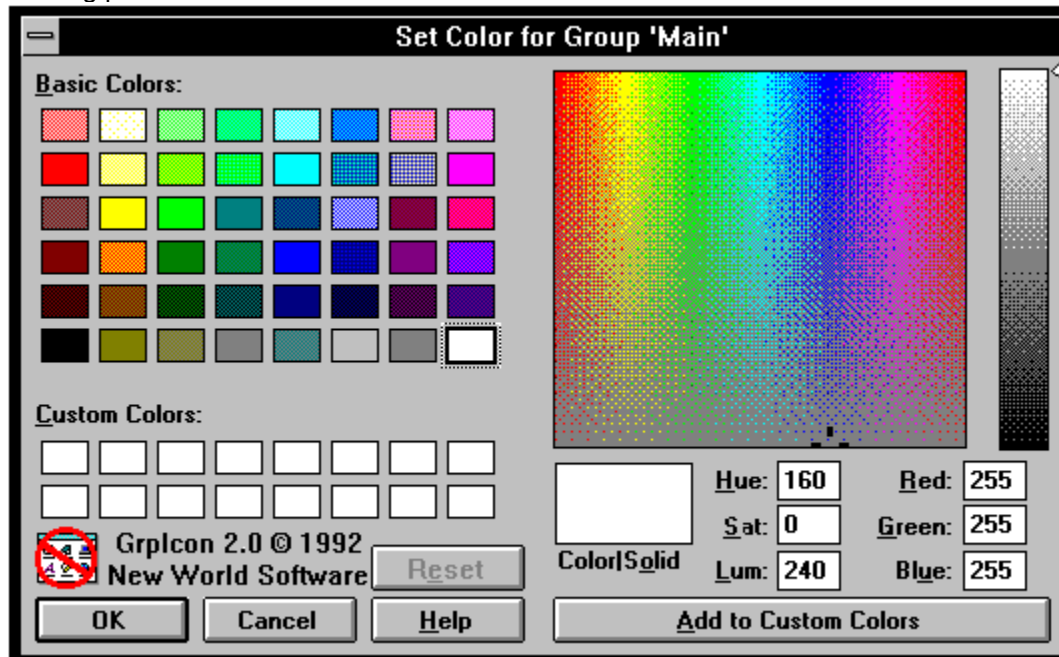 Set Color for Group 'Main'
Basic Colors:
Custom Colors:
GrpIcon 2.0 © 1992
New World Software
Reset
OK
Cancel
Help
Color|Solid
Hue: 160
Sat: 0
Lum: 240
Red: 255
Green: 255
Blue: 255
Add to Custom Colors